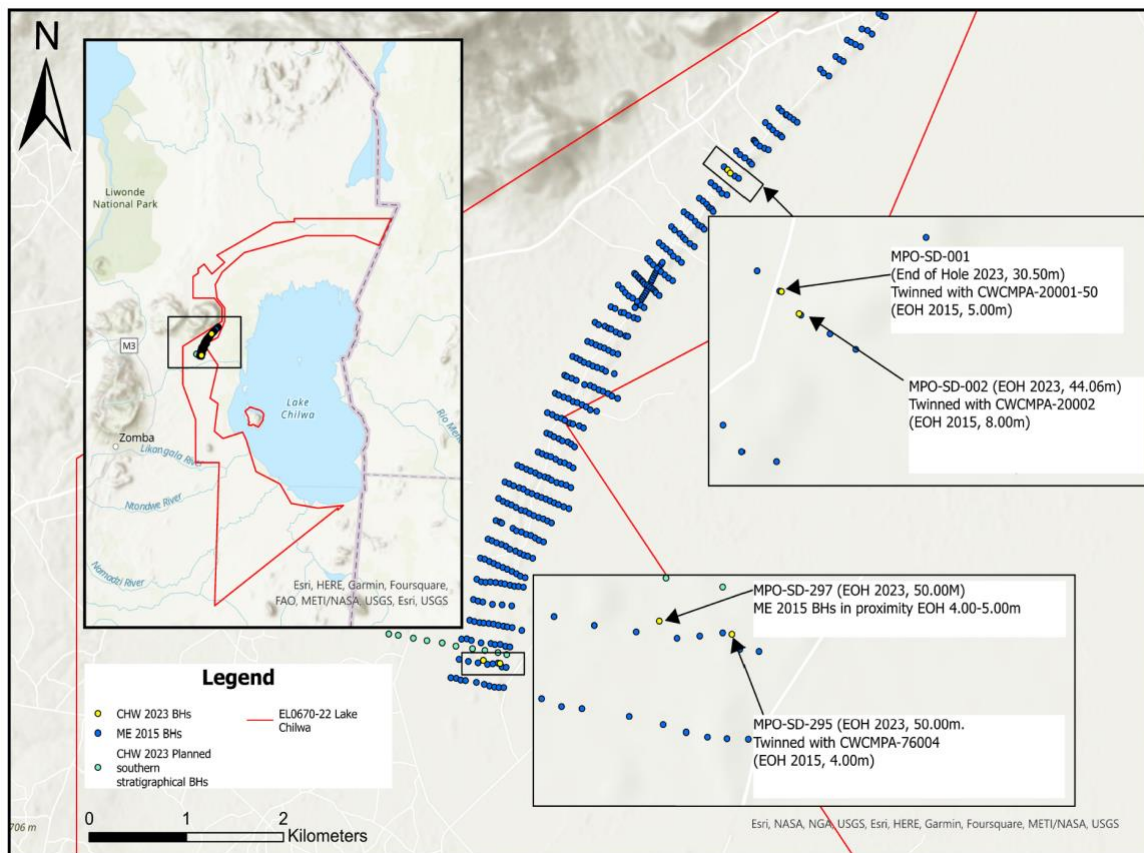 N
Liwonde
National Park
M3
Zomba
Lake
Chilwa
Likangala River
Ntondwe River
Namadzi River
Esri, HERE, Garmin, Foursquare,
FAO, METI/NASA, USGS, Esri, USGS
MPO-SD-001
(End of Hole 2023, 30.50m)
Twinned with CWCMPA-20001-50
(EOH 2015, 5.00m)
MPO-SD-002 (EOH 2023, 44.06m)
Twinned with CWCMPA-20002
(EOH 2015, 8.00m)
MPO-SD-297 (EOH 2023, 50.00M)
ME 2015 BHs in proximity EOH 4.00-5.00m
MPO-SD-295 (EOH 2023, 50.00m.
Twinned with CWCMPA-76004
(EOH 2015, 4.00m)
Legend
CHW 2023 BHs
ME 2015 BHs
CHW 2023 Planned
southern
stratigraphical BHs
EL0670-22 Lake
Chilwa
0 1 2
Kilometers
706 m
Esri, NASA, NGA, USGS, Esri, HERE, Garmin, Foursquare, METI/NASA, USGS